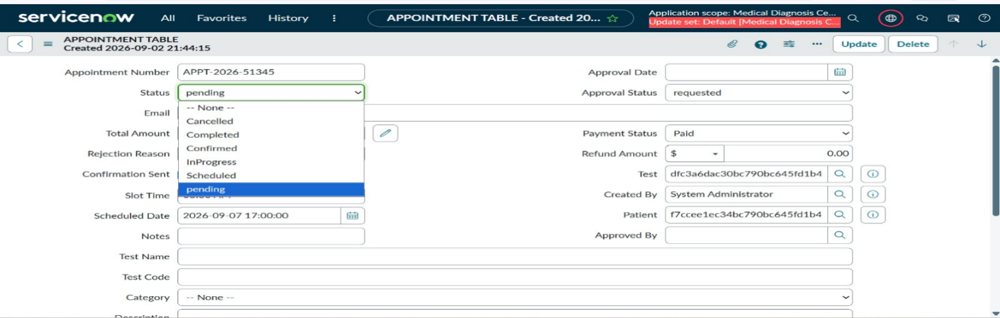 servicenow All Favorites History APPOINTMENT TABLE - Created 20... Application scope: Medical Diagnosis Ce...
Update set: Default [Medical Diagnosis C...
APPOINTMENT TABLE
Created 2026-09-02 21:44:15
Update Delete
Appointment Number APPT-2026-51345 Approval Date
Status pending Approval Status requested
-- None --
Email
Cancelled
Total Amount Completed Payment Status Paid
Confirmed
Rejection Reason Refund Amount $ 0.00
InProgress
Confirmation Sent Scheduled Test dfc3a6dac30bc790bc645fd1b4
pending
Slot Time Created By System Administrator
Scheduled Date 2026-09-07 17:00:00 Patient f7ccee1ec34bc790bc645fd1b4
Notes Approved By
Test Name
Test Code
Category -- None --
Description